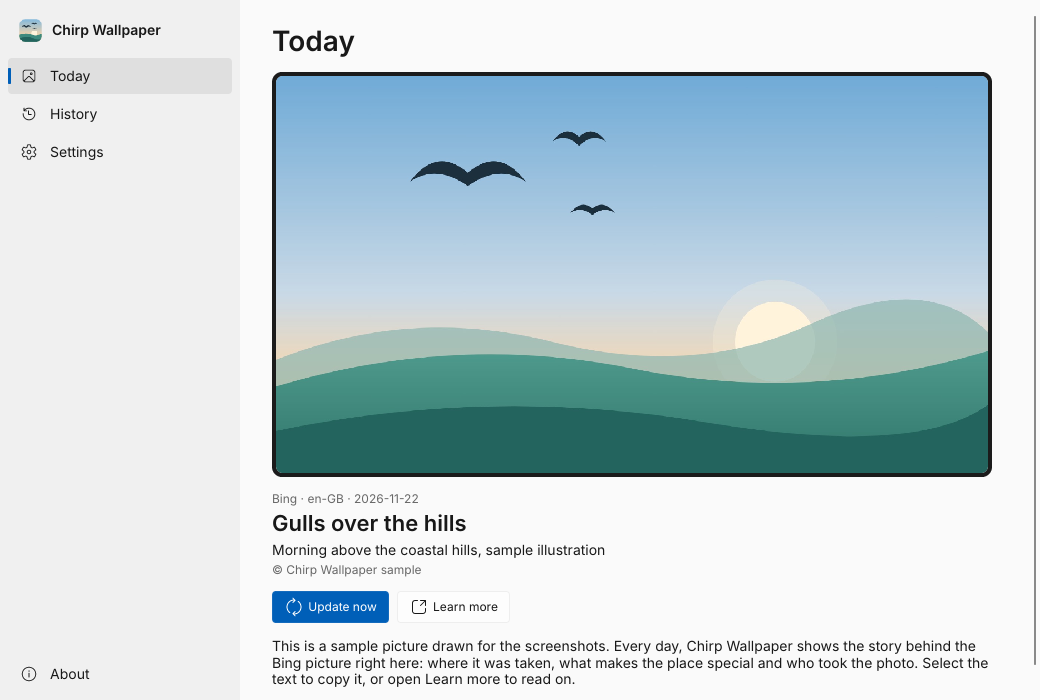 Chirp Wallpaper
Today
History
Settings
About
Today
Bing · en-GB · 2026-11-22
Gulls over the hills
Morning above the coastal hills, sample illustration
© Chirp Wallpaper sample
Update now
Learn more
This is a sample picture drawn for the screenshots. Every day, Chirp Wallpaper shows the story behind the
Bing picture right here: where it was taken, what makes the place special and who took the photo. Select the
text to copy it, or open Learn more to read on.